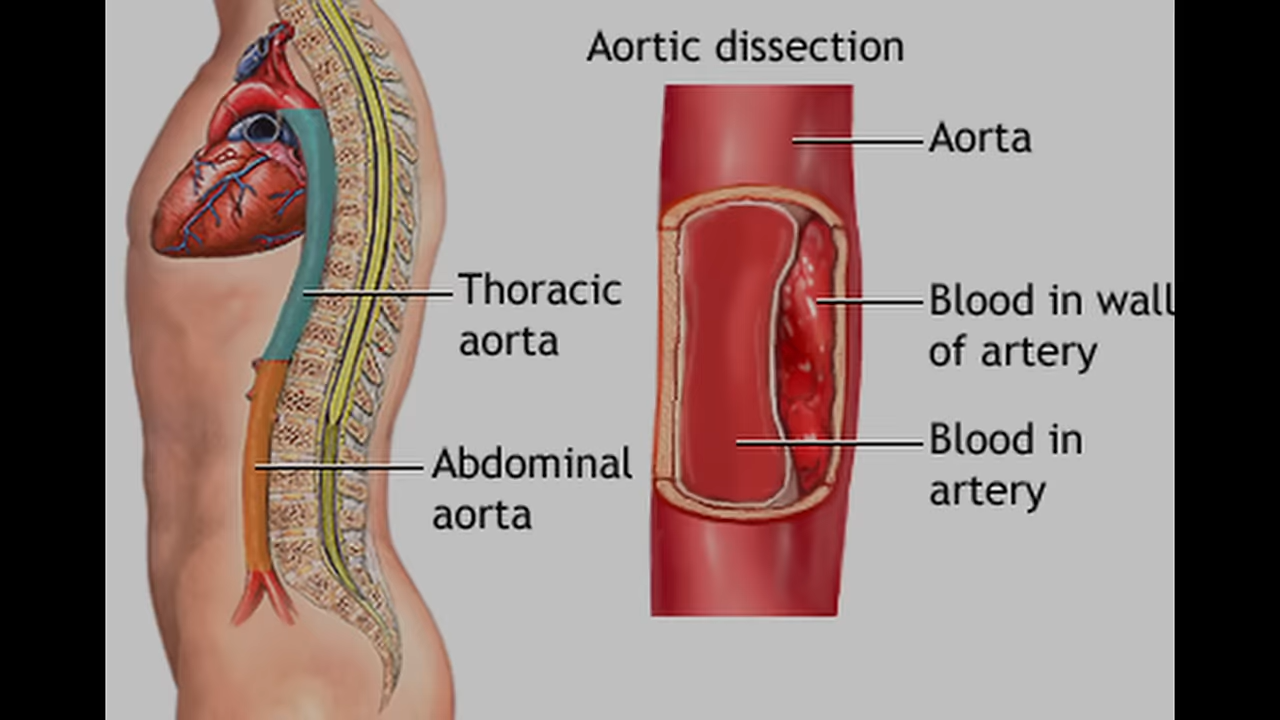 Aortic dissection
Aorta
Thoracic
aorta
Blood in wall
of artery
Abdominal
aorta
Blood in
artery